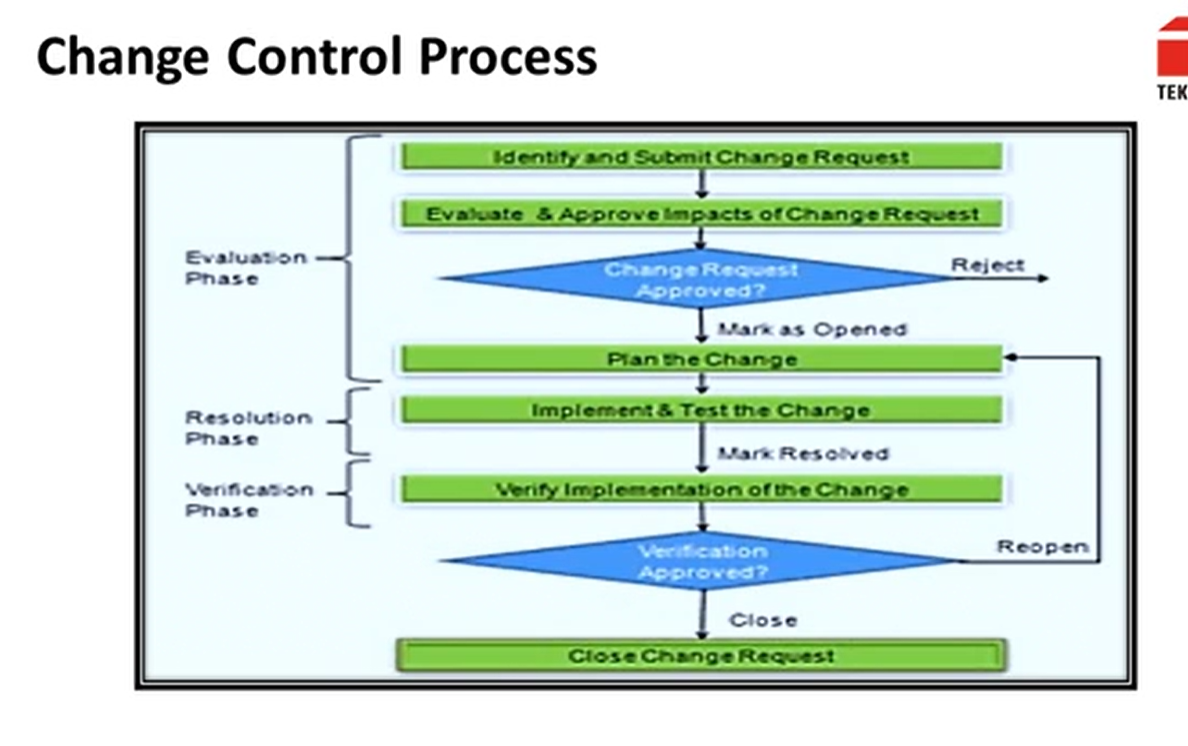 Change Control Process
TEK
Identify and Submit Change Request
Evaluate & Approve Impacts of Change Request
Evaluation
Phase
Change Request
Approved?
Reject
Mark as Opened
Plan the Change
Resolution
Phase
Implement & Test the Change
Mark Resolved
Verification
Phase
Verify Implementation of the Change
Verification
Approved?
Reopen
Close
Close Change Request